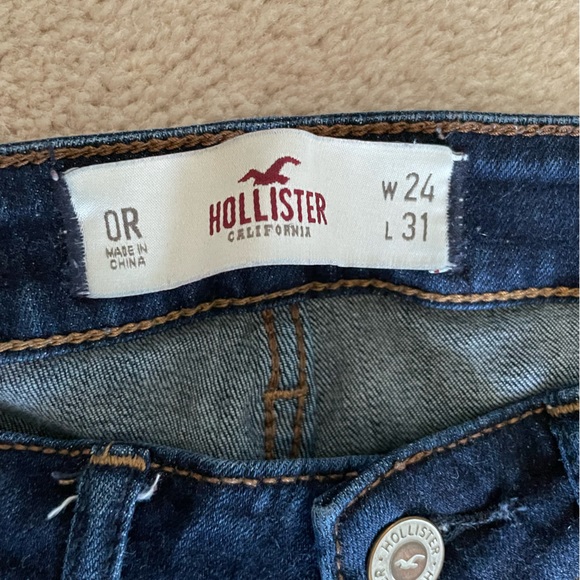 0R
MADE IN
CHINA
HOLLISTER
CALIFORNIA
W 24
L 31
HOLLISTER